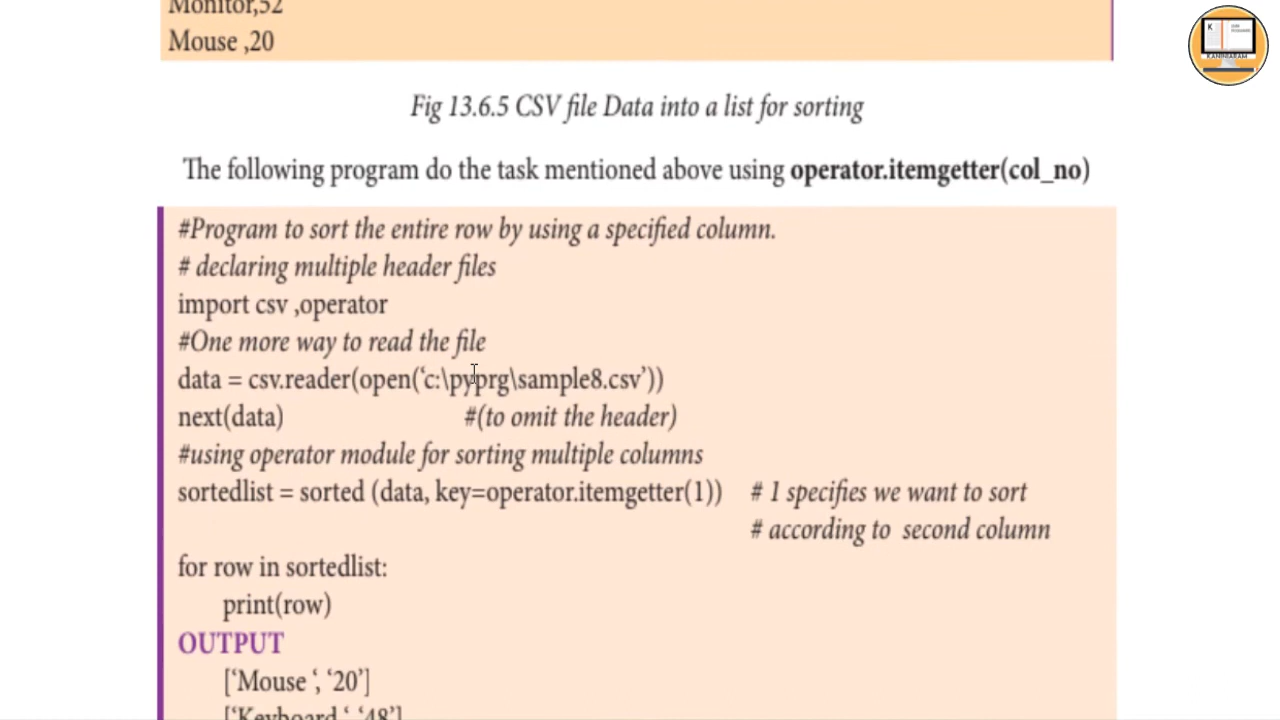 Monitor,52
Mouse ,20
Fig 13.6.5 CSV file Data into a list for sorting
The following program do the task mentioned above using operator.itemgetter(col_no)
#Program to sort the entire row by using a specified column.
# declaring multiple header files
import csv ,operator
#One more way to read the file
data = csv.reader(open(‘c:\pyprg\sample8.csv’))
next(data) #(to omit the header)
#using operator module for sorting multiple columns
sortedlist = sorted (data, key=operator.itemgetter(1)) # 1 specifies we want to sort
# according to second column
for row in sortedlist:
print(row)
OUTPUT
[‘Mouse ‘, ‘20’]
[‘Keyboard ‘, ‘48’]